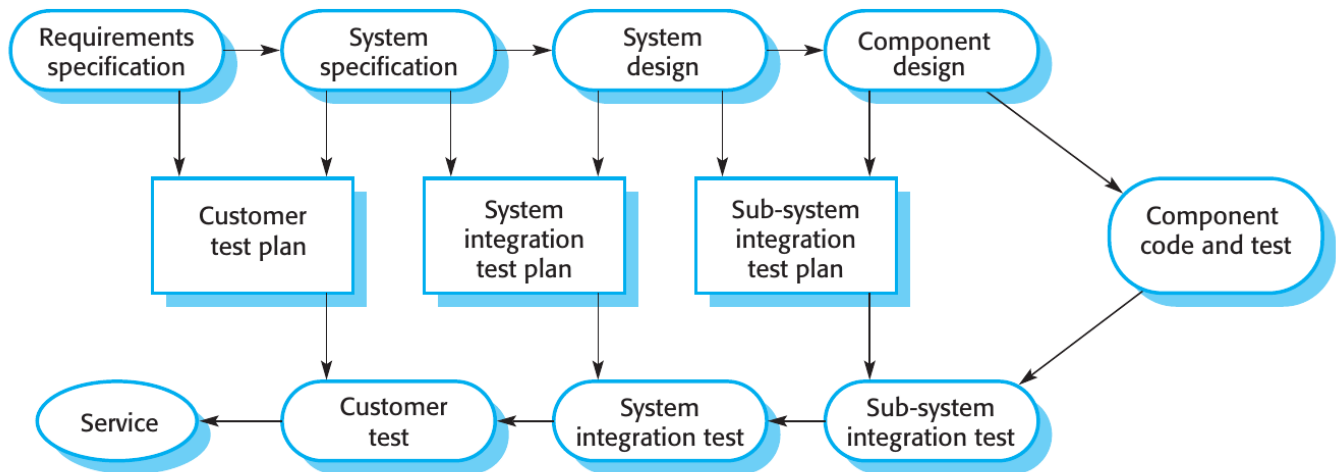 Requirements
specification
System
specification
System
design
Component
design
Customer
test plan
System
integration
test plan
Sub-system
integration
test plan
Component
code and test
Service
Customer
test
System
integration test
Sub-system
integration test